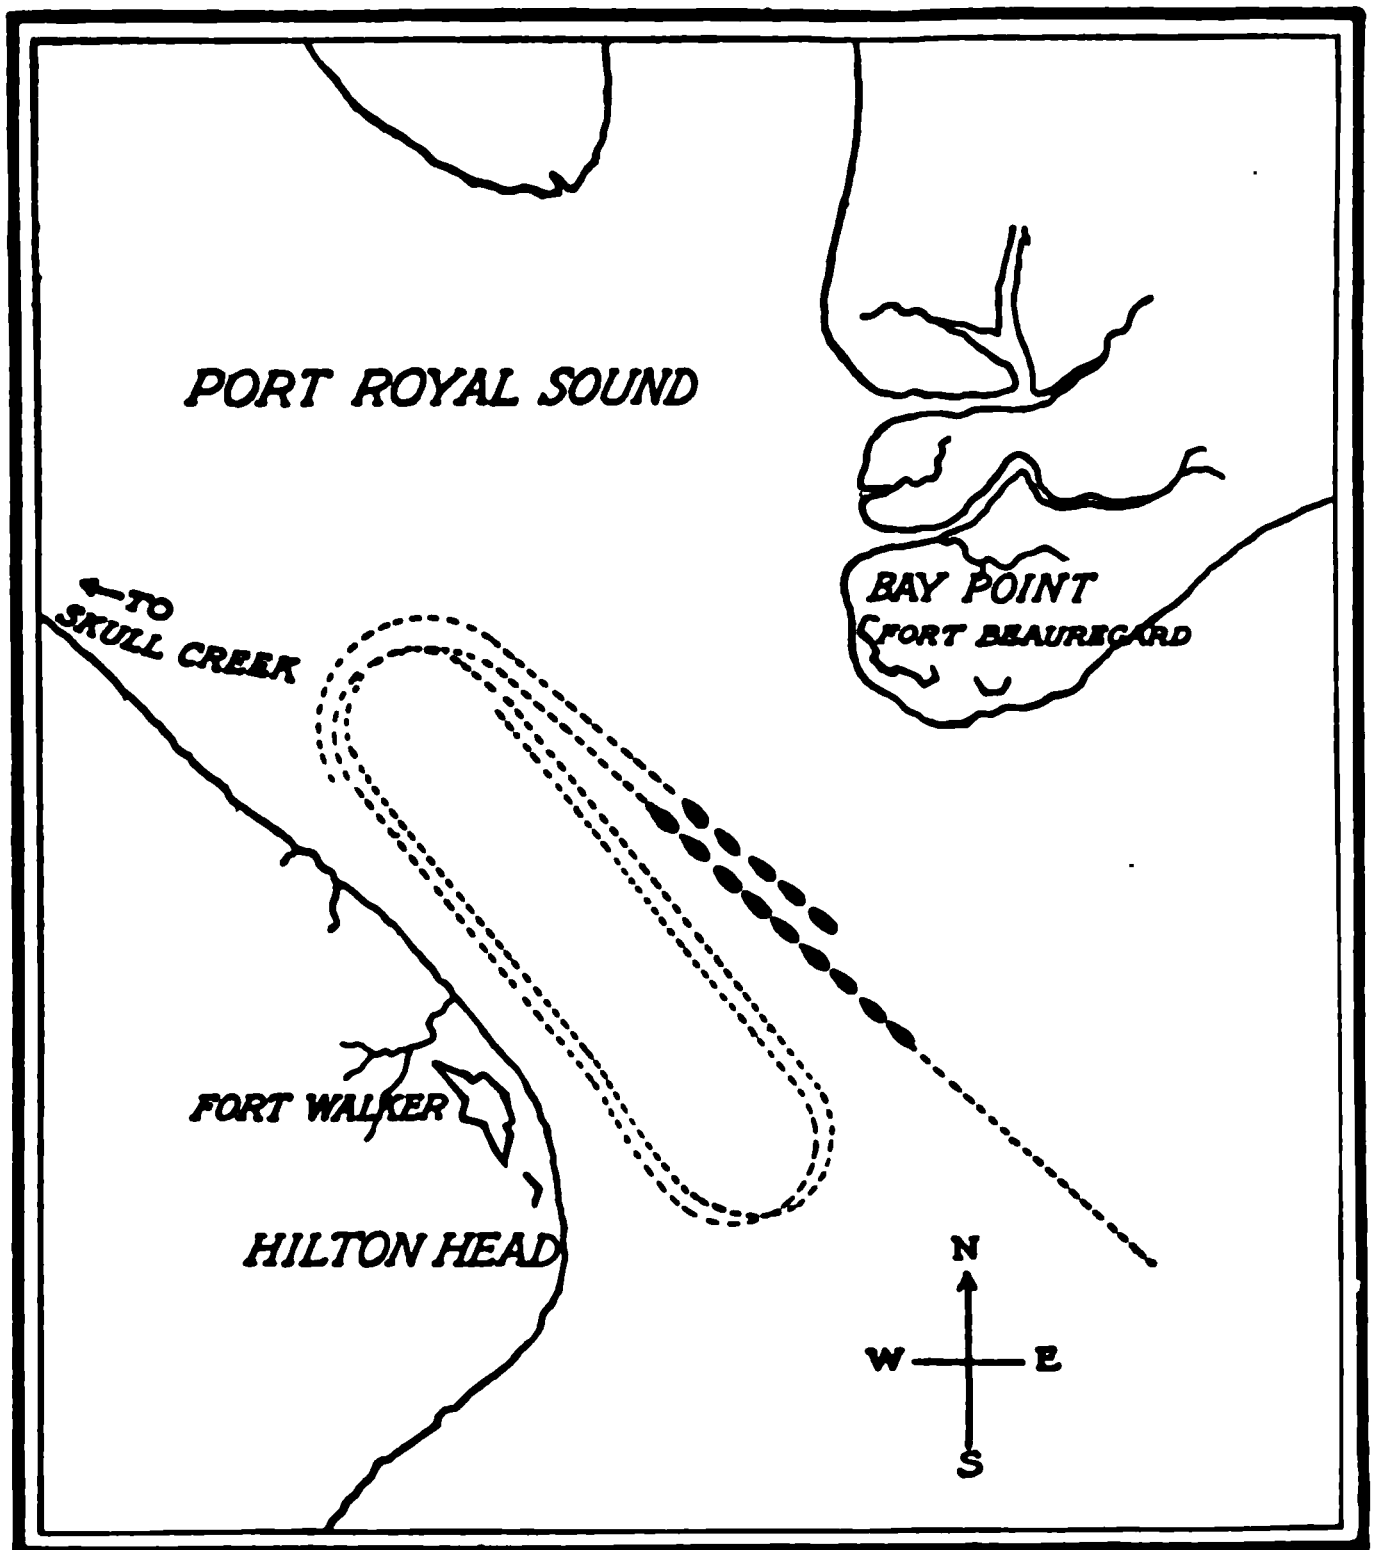 PORT ROYAL SOUND
TO
SKULL CREEK
BAY POINT
FORT BEAUREGARD
FORT WALKER
HILTON HEAD
N
W E
S